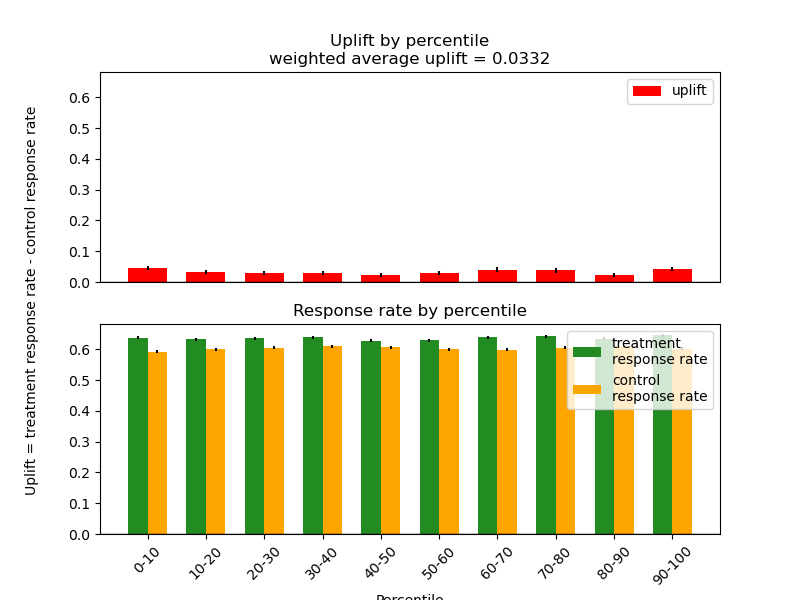 Uplift by percentile
weighted average uplift = 0.0332
uplift
0.6
0.5
0.4
0.3
0.2
0.1
0.0
Uplift = treatment response rate - control response rate
Response rate by percentile
treatment
response rate
control
response rate
0.6
0.5
0.4
0.3
0.2
0.1
0.0
0-10
10-20
20-30
30-40
40-50
50-60
60-70
70-80
80-90
90-100
Percentile